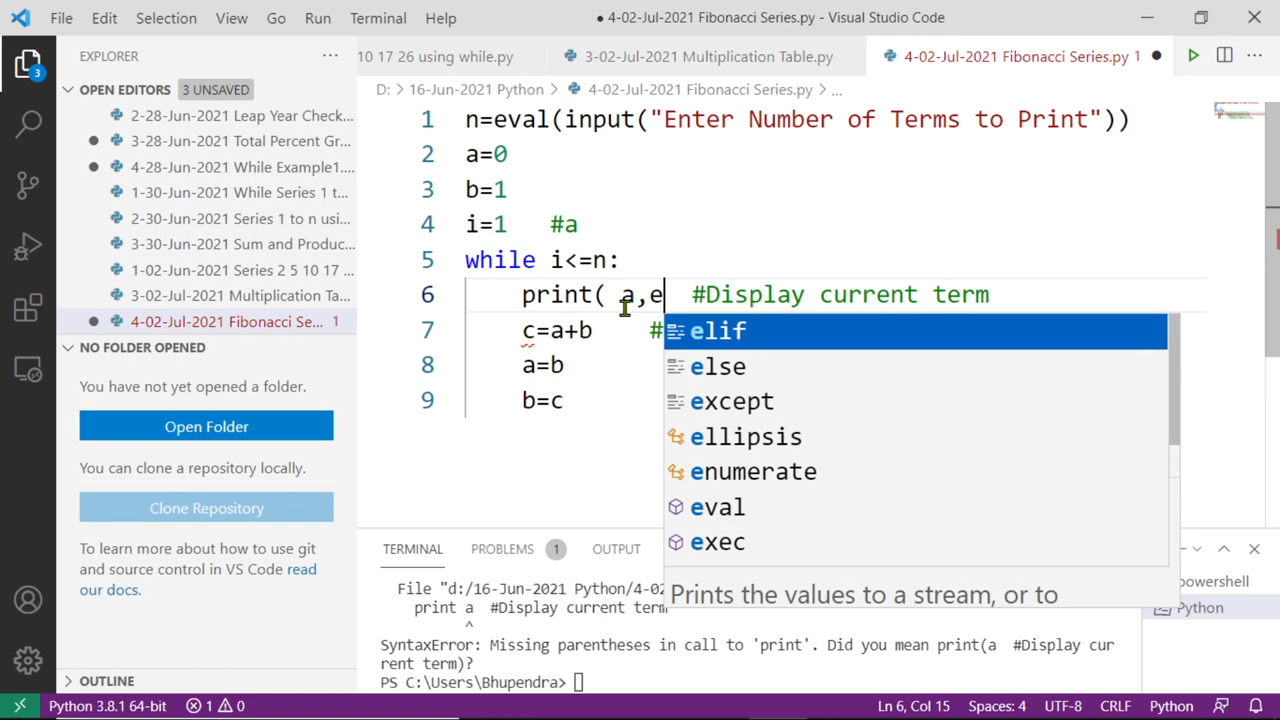 File Edit Selection View Go Run Terminal Help
● 4-02-Jul-2021 Fibonacci Series.py - Visual Studio Code
EXPLORER ···
10 17 26 using while.py
3-02-Jul-2021 Multiplication Table.py
4-02-Jul-2021 Fibonacci Series.py 1
3
OPEN EDITORS 3 UNSAVED
D: > 16-Jun-2021 Python > 4-02-Jul-2021 Fibonacci Series.py > ...
2-28-Jun-2021 Leap Year Check...
3-28-Jun-2021 Total Percent Gr...
4-28-Jun-2021 While Example1....
1-30-Jun-2021 While Series 1 t...
2-30-Jun-2021 Series 1 to n usi...
3-30-Jun-2021 Sum and Produc...
1-02-Jun-2021 Series 2 5 10 17 ...
3-02-Jul-2021 Multiplication Ta...
4-02-Jul-2021 Fibonacci Se... 1
NO FOLDER OPENED
You have not yet opened a folder.
Open Folder
You can clone a repository locally.
Clone Repository
To learn more about how to use git
and source control in VS Code read
our docs.
OUTLINE
1 n=eval(input("Enter Number of Terms to Print"))
2 a=0
3 b=1
4 i=1 #a
5 while i<=n:
6 print( a,e #Display current term
7 c=a+b #
8 a=b
9 b=c
elif
else
except
ellipsis
enumerate
eval
exec
Prints the values to a stream, or to
TERMINAL PROBLEMS 1 OUTPUT
powershell
Python
File "d:/16-Jun-2021 Python/4-02
print a #Display current term
^
SyntaxError: Missing parentheses in call to 'print'. Did you mean print(a #Display cur
rent term)?
PS C:\Users\Bhupendra>
Python 3.8.1 64-bit 1 0 Ln 6, Col 15 Spaces: 4 UTF-8 CRLF Python